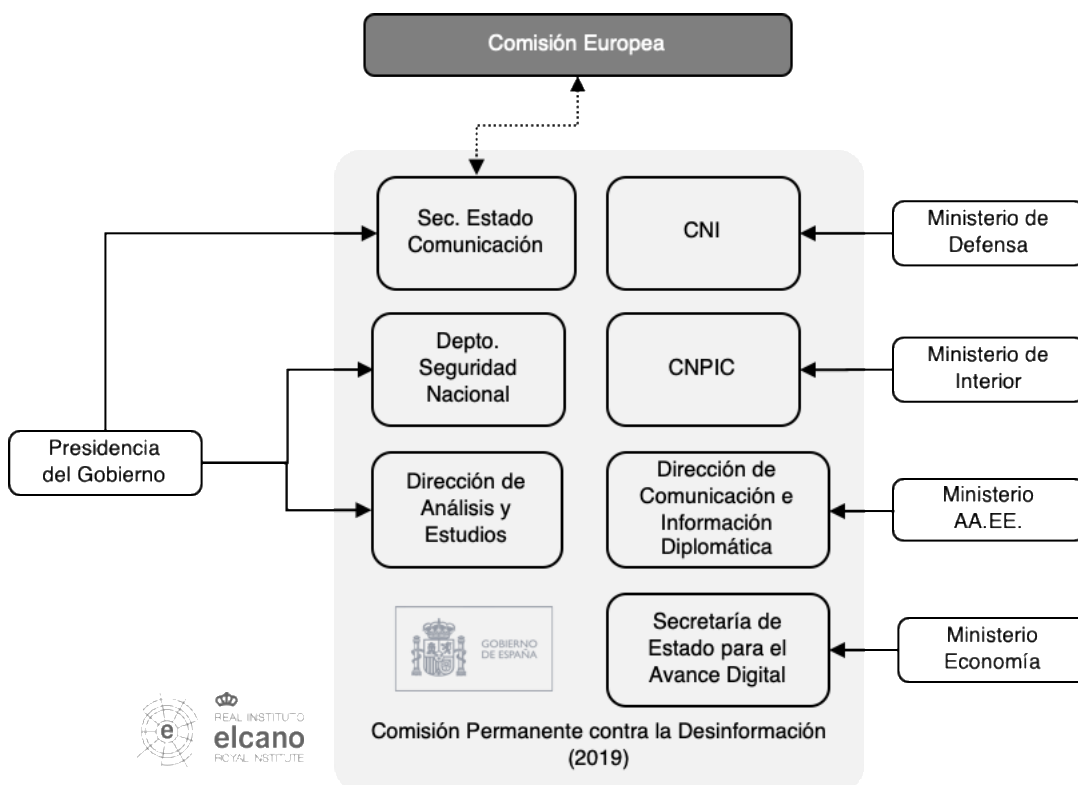 Comisión Europea
Sec. Estado
Comunicación
CNI
Ministerio de
Defensa
Depto.
Seguridad
Nacional
CNPIC
Ministerio de
Interior
Presidencia
del Gobierno
Dirección de
Análisis y
Estudios
Dirección de
Comunicación e
Información
Diplomática
Ministerio
AA.EE.
GOBIERNO
DE ESPAÑA
Secretaría de
Estado para el
Avance Digital
Ministerio
Economía
e
REAL INSTITUTO
elcano
ROYAL INSTITUTE
Comisión Permanente contra la Desinformación
(2019)